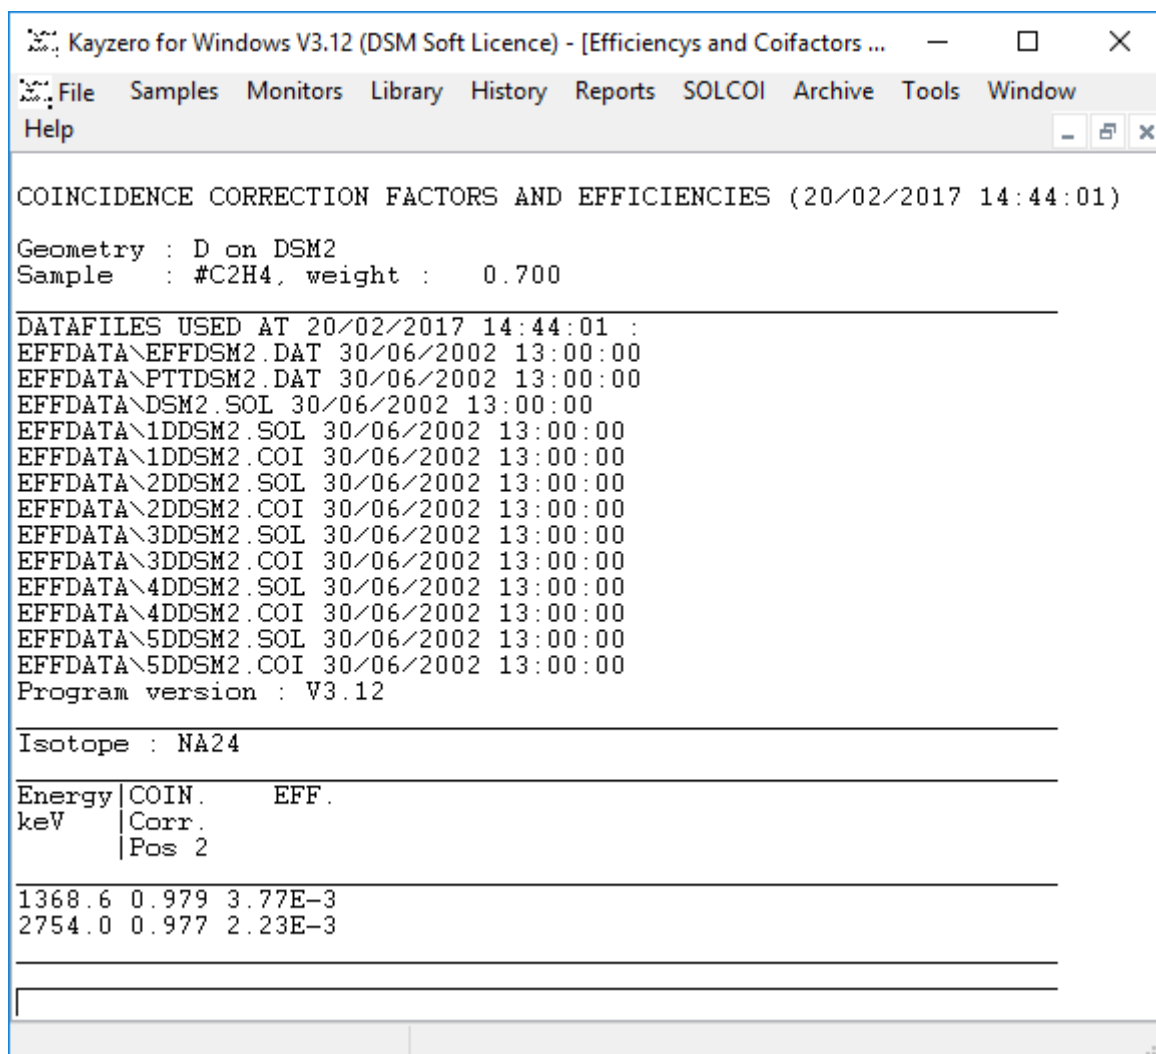 Kayzero for Windows V3.12 (DSM Soft Licence) - [Efficiencys and Coifactors ...
File Samples Monitors Library History Reports SOLCOI Archive Tools Window
Help
COINCIDENCE CORRECTION FACTORS AND EFFICIENCIES (20/02/2017 14:44:01)
Geometry : D on DSM2
Sample : #C2H4, weight : 0.700
DATAFILES USED AT 20/02/2017 14:44:01 :
EFFDATA\EFFDSM2.DAT 30/06/2002 13:00:00
EFFDATA\PTTDSM2.DAT 30/06/2002 13:00:00
EFFDATA\DSM2.SOL 30/06/2002 13:00:00
EFFDATA\1DDSM2.SOL 30/06/2002 13:00:00
EFFDATA\1DDSM2.COI 30/06/2002 13:00:00
EFFDATA\2DDSM2.SOL 30/06/2002 13:00:00
EFFDATA\2DDSM2.COI 30/06/2002 13:00:00
EFFDATA\3DDSM2.SOL 30/06/2002 13:00:00
EFFDATA\3DDSM2.COI 30/06/2002 13:00:00
EFFDATA\4DDSM2.SOL 30/06/2002 13:00:00
EFFDATA\4DDSM2.COI 30/06/2002 13:00:00
EFFDATA\5DDSM2.SOL 30/06/2002 13:00:00
EFFDATA\5DDSM2.COI 30/06/2002 13:00:00
Program version : V3.12
Isotope : NA24
Energy|COIN. EFF.
keV |Corr.
|Pos 2
1368.6 0.979 3.77E-3
2754.0 0.977 2.23E-3